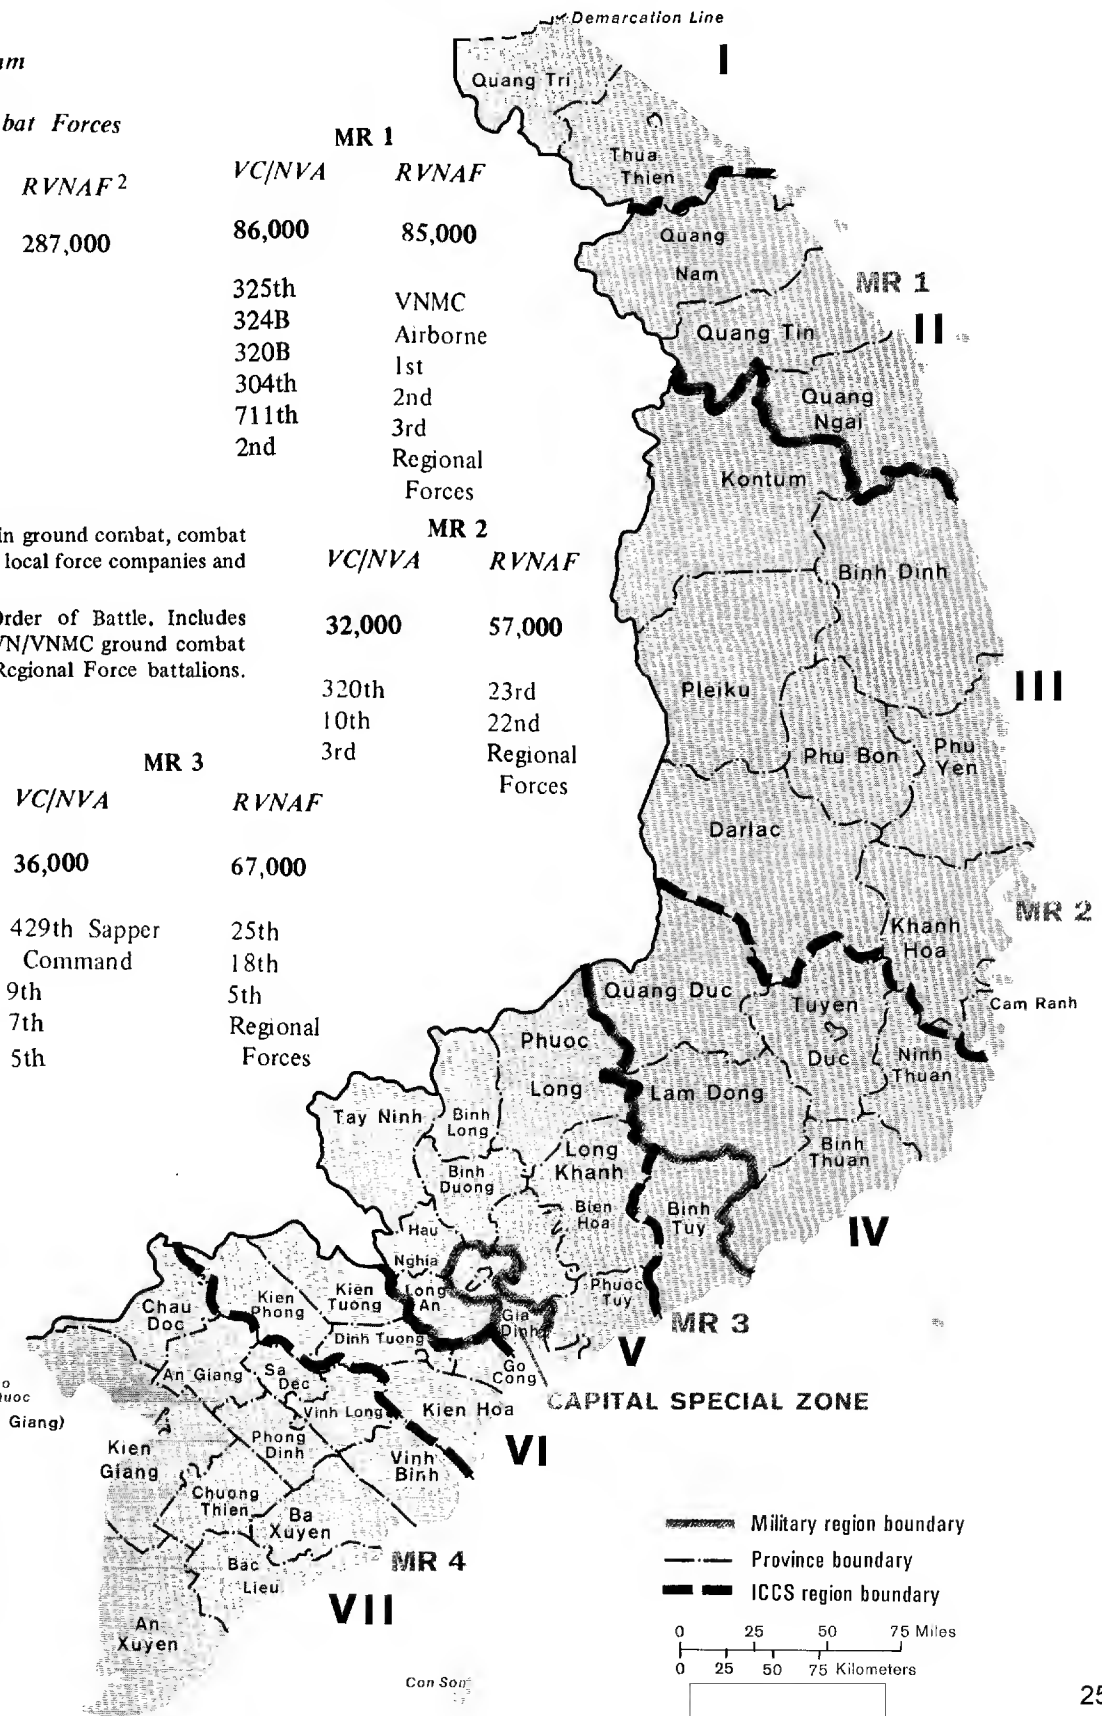 Demarcation Line
I
bat Forces
RVNAF 2
287,000
MR 1
VC/NVA RVNAF
86,000 85,000
325th
324B
320B
304th
711th
2nd
VNMC
Airborne
1st
2nd
3rd
Regional
Forces
in ground combat, combat
local force companies and
Order of Battle. Includes
VN/VNMC ground combat
Regional Force battalions.
MR 2
VC/NVA RVNAF
32,000 57,000
320th
10th
3rd
23rd
22nd
Regional
Forces
MR 3
VC/NVA RVNAF
36,000 67,000
429th Sapper
Command
9th
7th
5th
25th
18th
5th
Regional
Forces
Quang Tri
Thua
Thien
Quang
Nam
MR 1
II
Quang Tin
Quang
Ngai
Kontum
Binh Dinh
III
Pleiku
Phu Bon
Phu
Yen
Darlac
MR 2
Khanh
Hoa
Cam Ranh
Quang Duc
Tuyen
Duc
Ninh
Thuan
Phuoc
Long
Lam Dong
Binh
Thuan
Tay Ninh
Binh
Long
Long
Khanh
Binh
Duong
Bien
Hoa
Binh
Tuy
IV
Hau
Nghia
Long
An
Gia
Dinh
Phuoc
Tuy
MR 3
V
Chau
Doc
Kien
Phong
Kien
Tuong
Dinh Tuong
Go
Cong
CAPITAL SPECIAL ZONE
An Giang
Sa
Dec
Vinh Long
Kien Hoa
VI
uoc
Giang)
Kien
Giang
Phong
Dinh
Vinh
Binh
Chuong
Thien
Ba
Xuyen
MR 4
Bac
Lieu
VII
An
Xuyen
Con Son
Military region boundary
Province boundary
ICCS region boundary
0 25 50 75 Miles
0 25 50 75 Kilometers
25